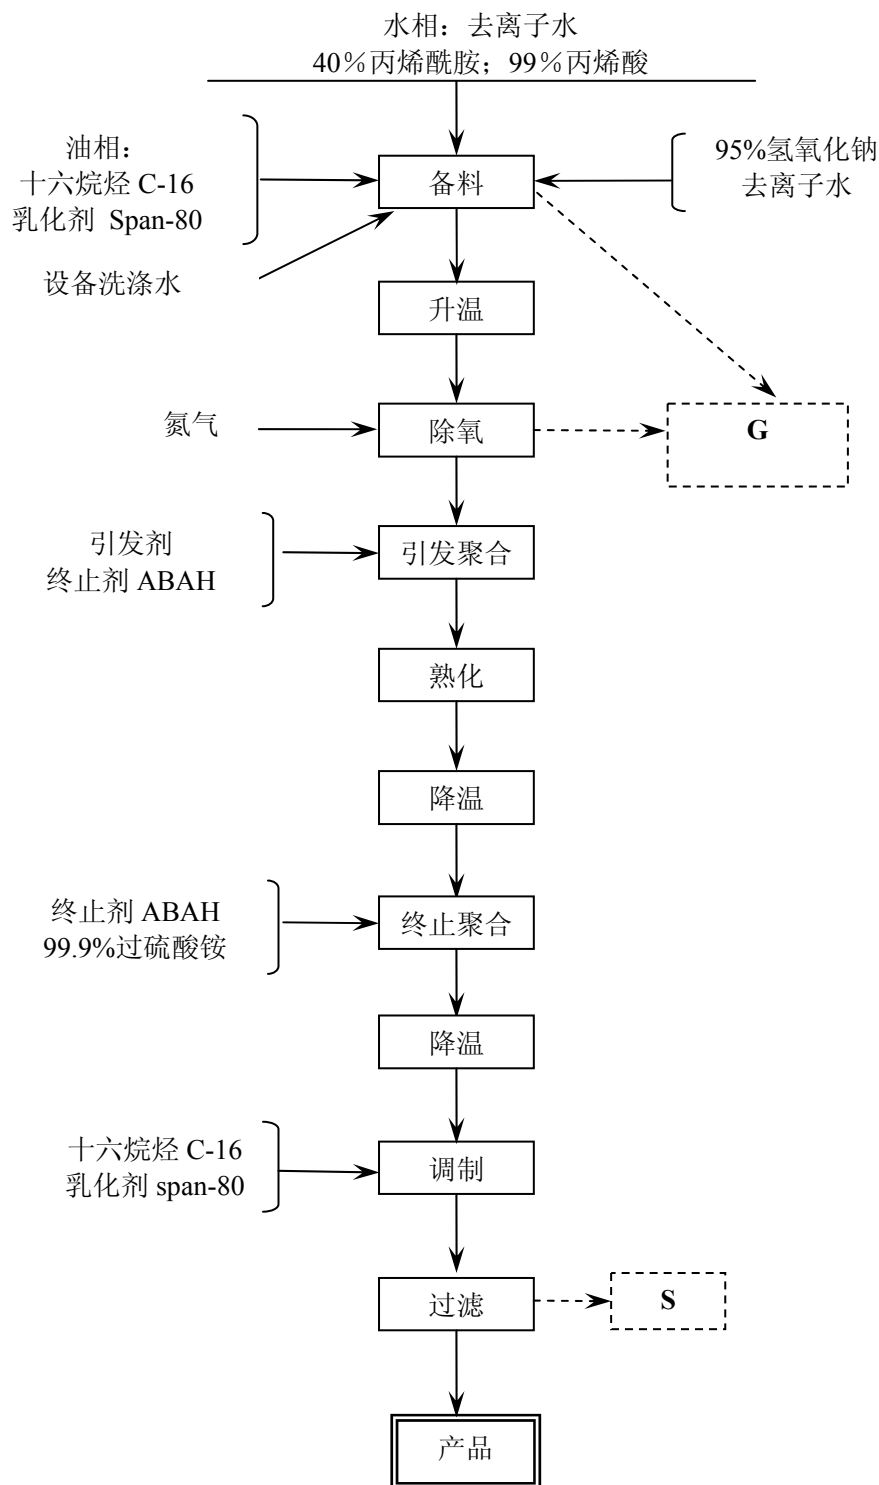 水相：去离子水
40％丙烯酰胺；99％丙烯酸
油相：
十六烷烃 C-16
乳化剂 Span-80
备料
95%氢氧化钠
去离子水
设备洗涤水
升温
氮气
除氧
G
引发剂
终止剂 ABAH
引发聚合
熟化
降温
终止剂 ABAH
99.9%过硫酸铵
终止聚合
降温
十六烷烃 C-16
乳化剂 span-80
调制
过滤
S
产品